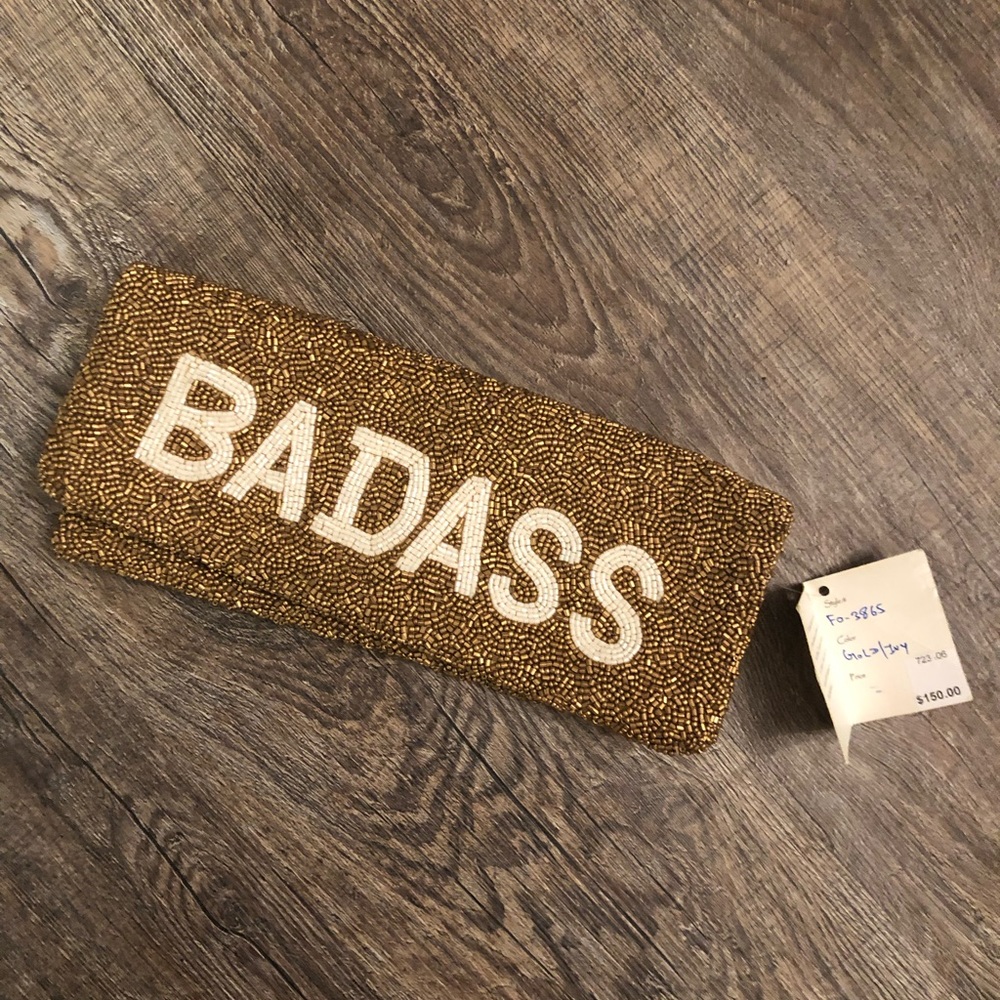 BADASS
Style#
FO-3865
Color
GOLD/IVY
723.06
Price
$150.00